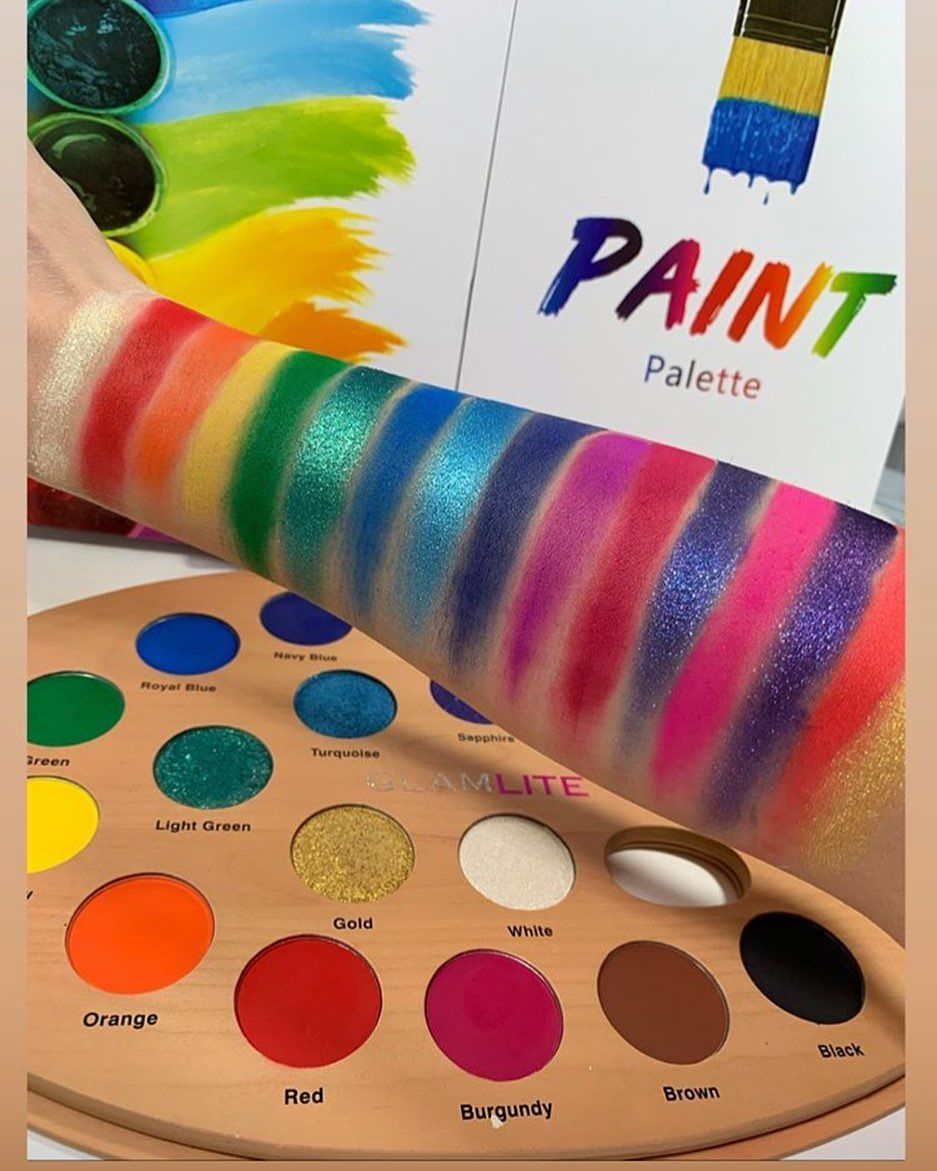 PAINT
Palette
Navy Blue
Royal Blue
Sapphire
Turquoise
Green
GLAMLITE
Light Green
Gold
White
Orange
Black
Brown
Red
Burgundy